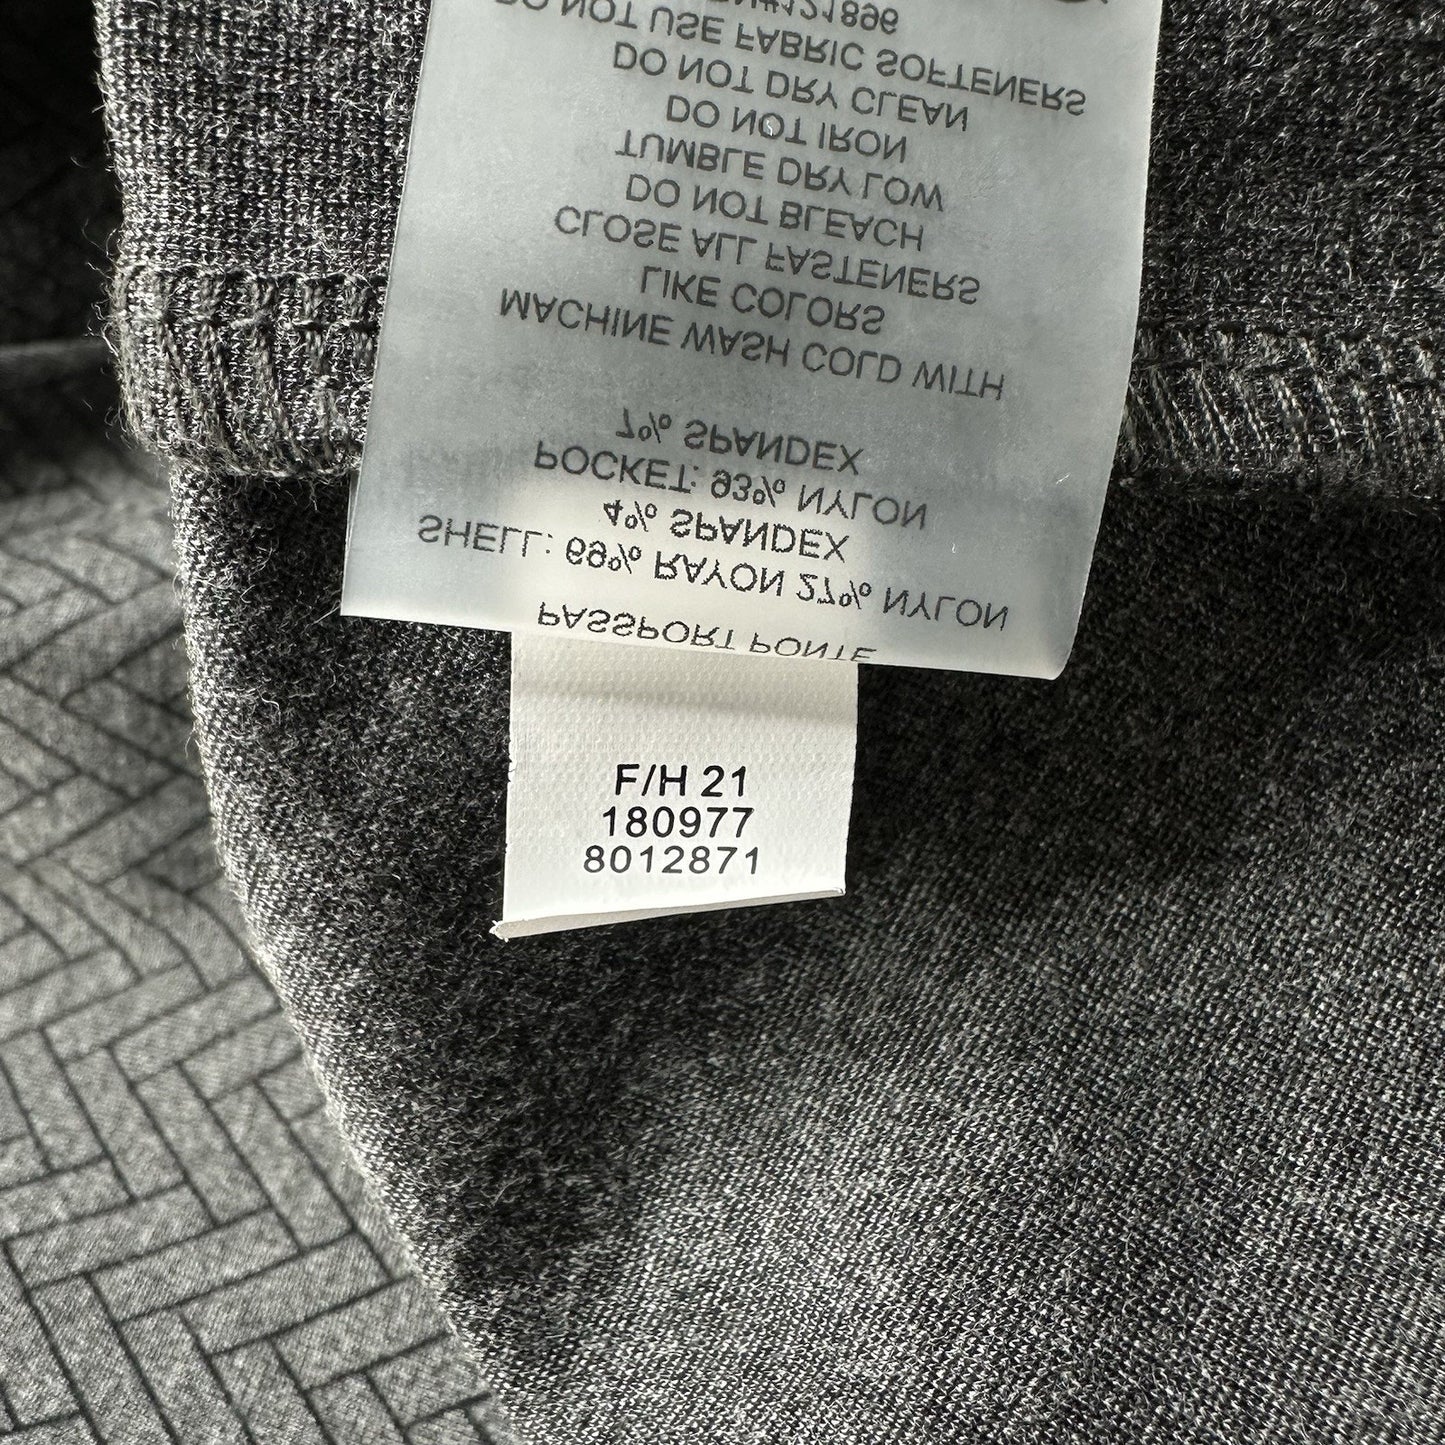 PASSPORT PONTE
SHELL: 69% RAYON 27% NYLON
4% SPANDEX
POCKET: 93% NYLON
7% SPANDEX
MACHINE WASH COLD WITH
LIKE COLORS
CLOSE ALL FASTENERS
DO NOT BLEACH
TUMBLE DRY LOW
DO NOT IRON
DO NOT DRY CLEAN
DO NOT USE FABRIC SOFTENERS
RN#121896
F/H 21
180977
8012871